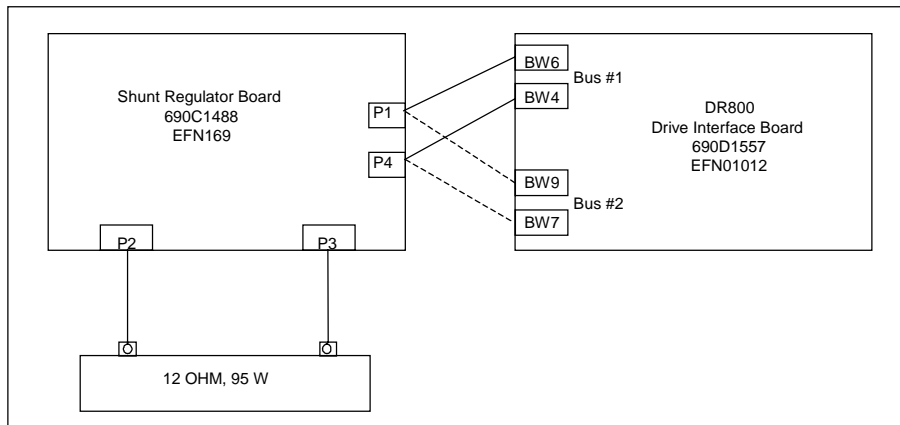 Shunt Regulator Board
690C1488
EFN169
P1
P4
P2
P3
BW6
Bus #1
BW4
BW9
Bus #2
BW7
DR800
Drive Interface Board
690D1557
EFN01012
12 OHM, 95 W